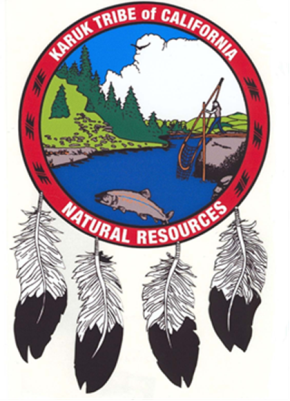 KARUK TRIBE of CALIFORNIA
NATURAL RESOURCES